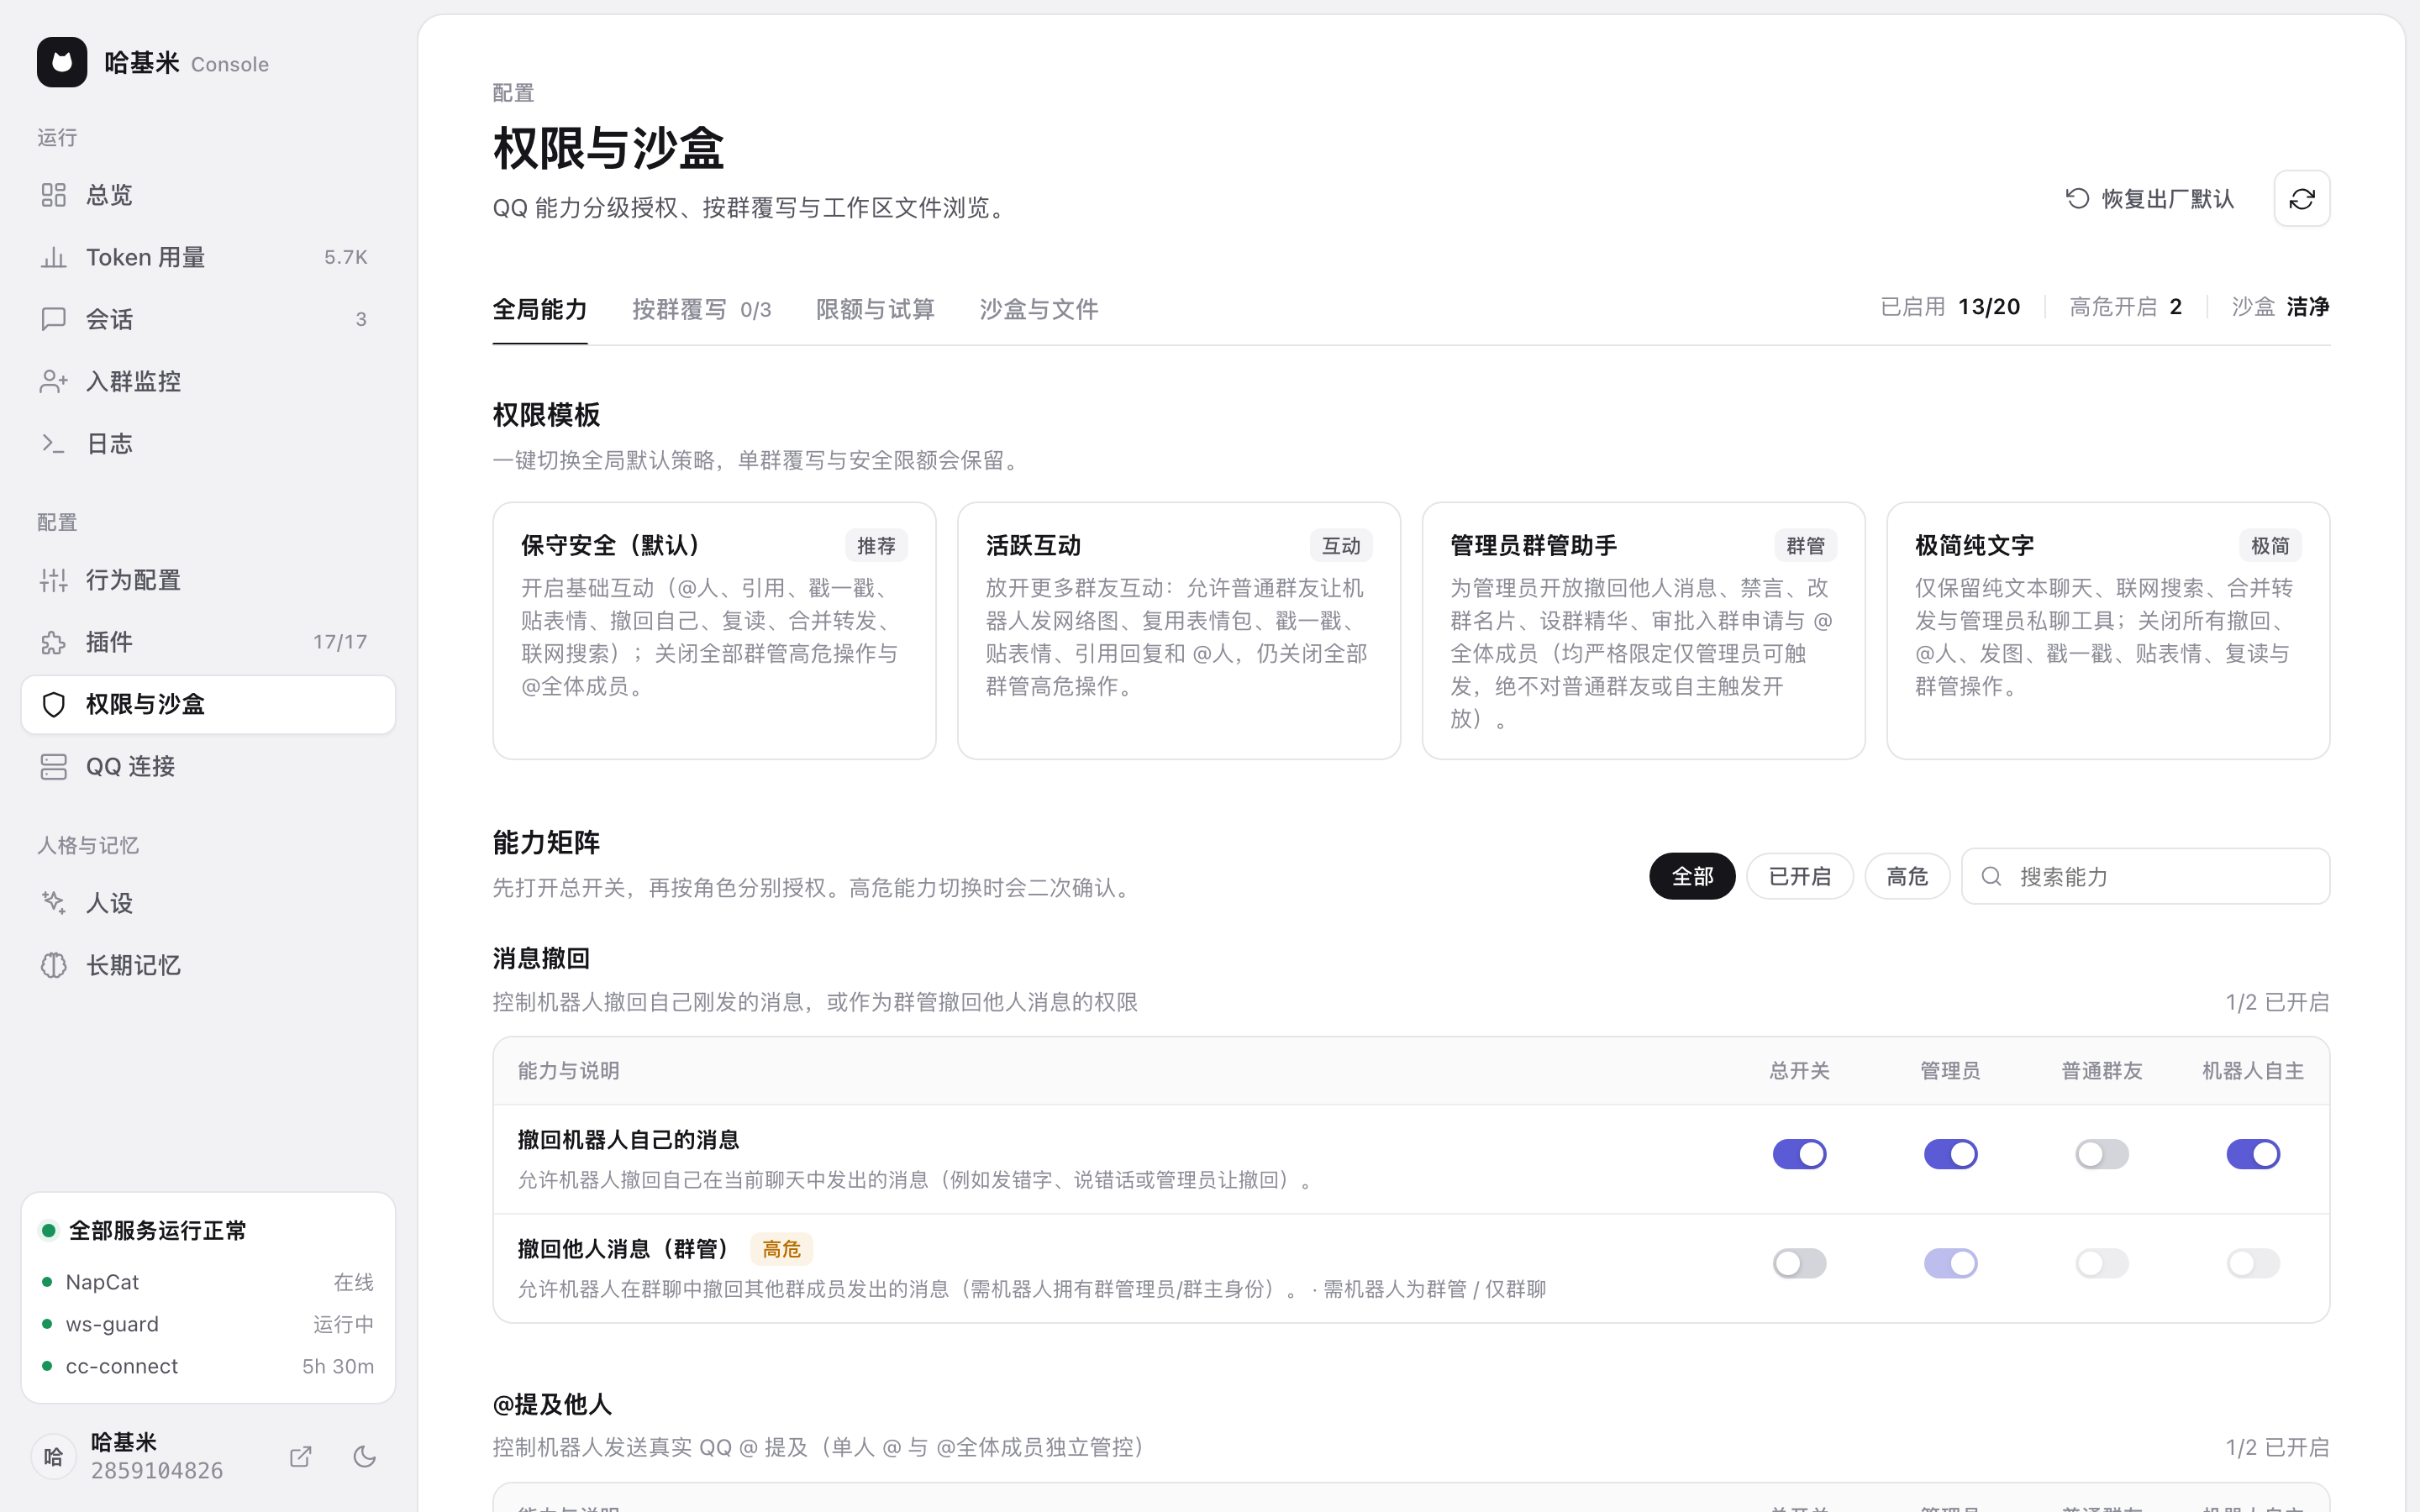 哈基米 Console
运行
总览
Token 用量 5.7K
会话 3
入群监控
日志
配置
行为配置
插件 17/17
权限与沙盒
QQ 连接
人格与记忆
人设
长期记忆
全部服务运行正常
NapCat 在线
ws-guard 运行中
cc-connect 5h 30m
哈
哈基米
2859104826
配置
权限与沙盒
QQ 能力分级授权、按群覆写与工作区文件浏览。
恢复出厂默认
全局能力 按群覆写 0/3 限额与试算 沙盒与文件
已启用 13/20 高危开启 2 沙盒 洁净
权限模板
一键切换全局默认策略，单群覆写与安全限额会保留。
保守安全（默认） 推荐
开启基础互动（@人、引用、戳一戳、
贴表情、撤回自己、复读、合并转发、
联网搜索）；关闭全部群管高危操作与
@全体成员。
活跃互动 互动
放开更多群友互动：允许普通群友让机
器人发网络图、复用表情包、戳一戳、
贴表情、引用回复和 @人，仍关闭全部
群管高危操作。
管理员群管助手 群管
为管理员开放撤回他人消息、禁言、改
群名片、设群精华、审批入群申请与 @
全体成员（均严格限定仅管理员可触
发，绝不对普通群友或自主触发开
放）。
极简纯文字 极简
仅保留纯文本聊天、联网搜索、合并转
发与管理员私聊工具；关闭所有撤回、
@人、发图、戳一戳、贴表情、复读与
群管操作。
能力矩阵
先打开总开关，再按角色分别授权。高危能力切换时会二次确认。
全部 已开启 高危 搜索能力
消息撤回
控制机器人撤回自己刚发的消息，或作为群管撤回他人消息的权限 1/2 已开启
能力与说明 总开关 管理员 普通群友 机器人自主
撤回机器人自己的消息
允许机器人撤回自己在当前聊天中发出的消息（例如发错字、说错话或管理员让撤回）。
撤回他人消息（群管） 高危
允许机器人在群聊中撤回其他群成员发出的消息（需机器人拥有群管理员/群主身份）。 · 需机器人为群管 / 仅群聊
@提及他人
控制机器人发送真实 QQ @ 提及（单人 @ 与 @全体成员独立管控） 1/2 已开启
能力与说明 总开关 管理员 普通群友 机器人自主